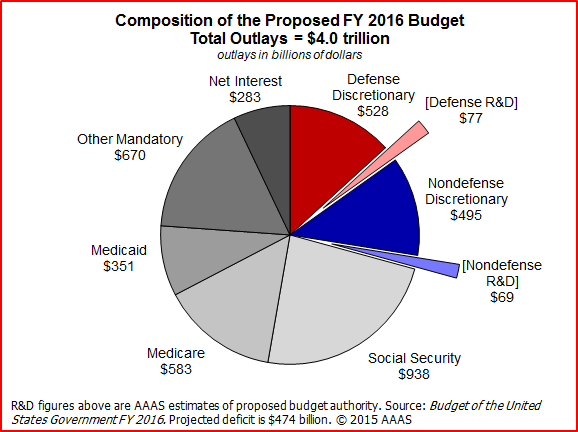 Composition of the Proposed FY 2016 Budget
Total Outlays = $4.0 trillion
outlays in billions of dollars
Net Interest
$283
Defense
Discretionary
$528
[Defense R&D]
$77
Other Mandatory
$670
Nondefense
Discretionary
$495
Medicaid
$351
[Nondefense
R&D]
$69
Medicare
$583
Social Security
$938
R&D figures above are AAAS estimates of proposed budget authority. Source: Budget of the United
States Government FY 2016. Projected deficit is $474 billion. © 2015 AAAS